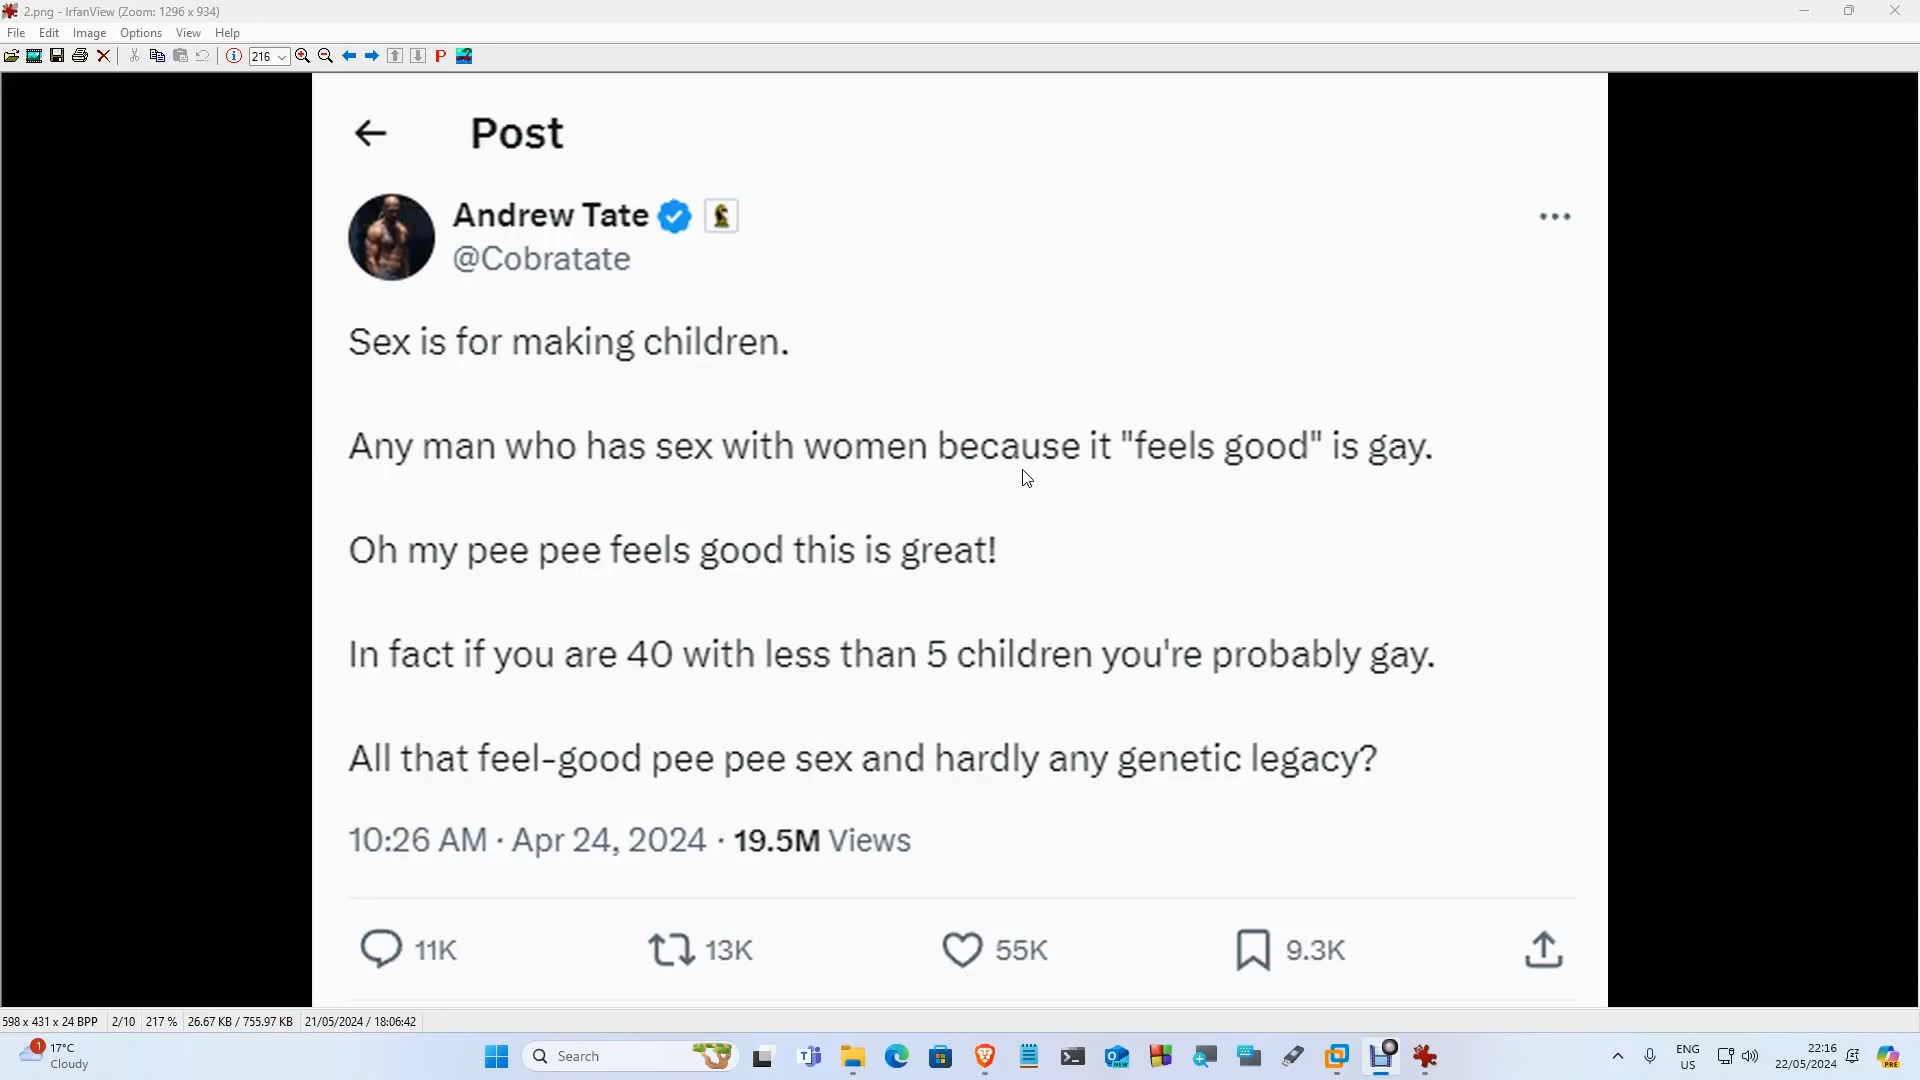 2.png - IrfanView (Zoom: 1296 x 934)
File Edit Image Options View Help
216
Post
Andrew Tate
@Cobratate
Sex is for making children.
Any man who has sex with women because it "feels good" is gay.
Oh my pee pee feels good this is great!
In fact if you are 40 with less than 5 children you're probably gay.
All that feel-good pee pee sex and hardly any genetic legacy?
10:26 AM · Apr 24, 2024 · 19.5M Views
11K 13K 55K 9.3K
598 x 431 x 24 BPP 2/10 217 % 26.67 KB / 755.97 KB 21/05/2024 / 18:06:42
1 17°C
Cloudy
Search
NEW
ENG
US
22:16
22/05/2024
PRE